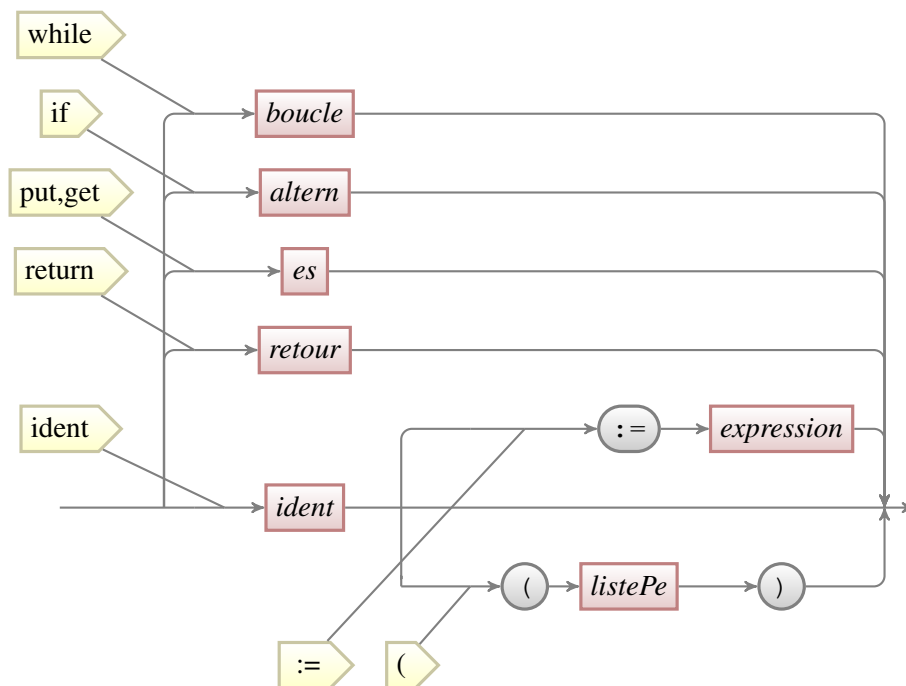 while
boucle
if
altern
put,get
es
return
retour
ident
:= expression
ident
( listePe )
:= (